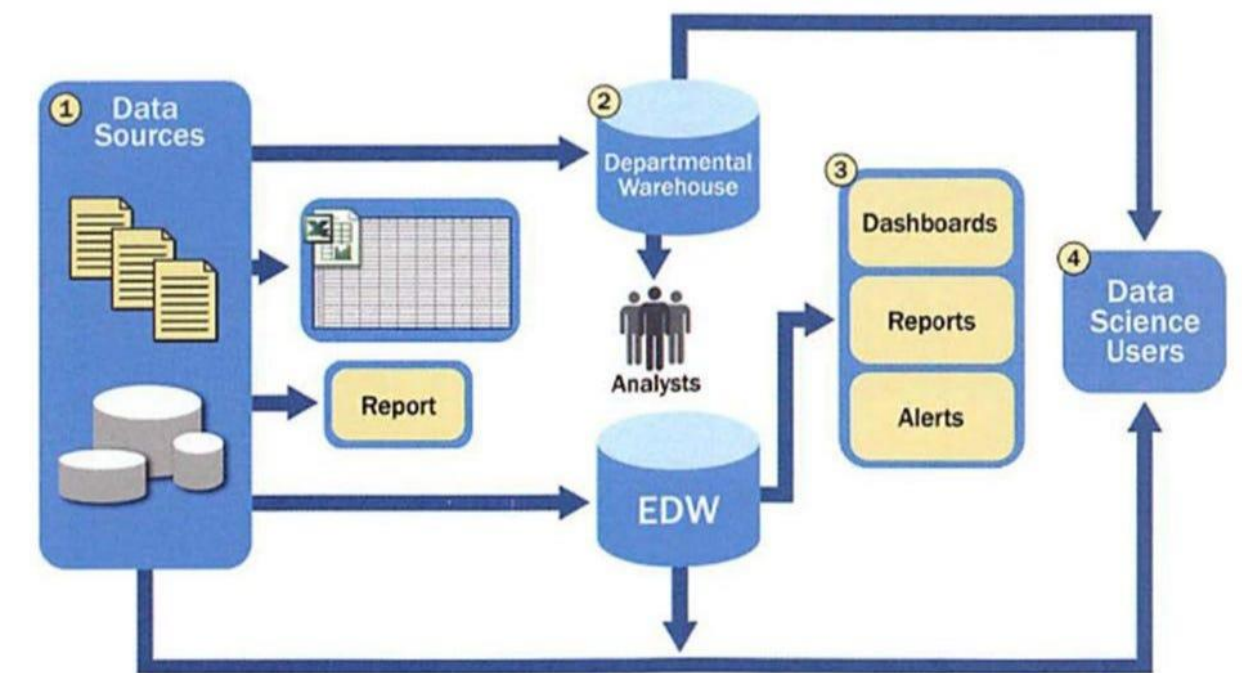 1
Data
Sources
2
Departmental
Warehouse
3
Dashboards
Reports
Alerts
4
Data
Science
Users
Analysts
Report
EDW